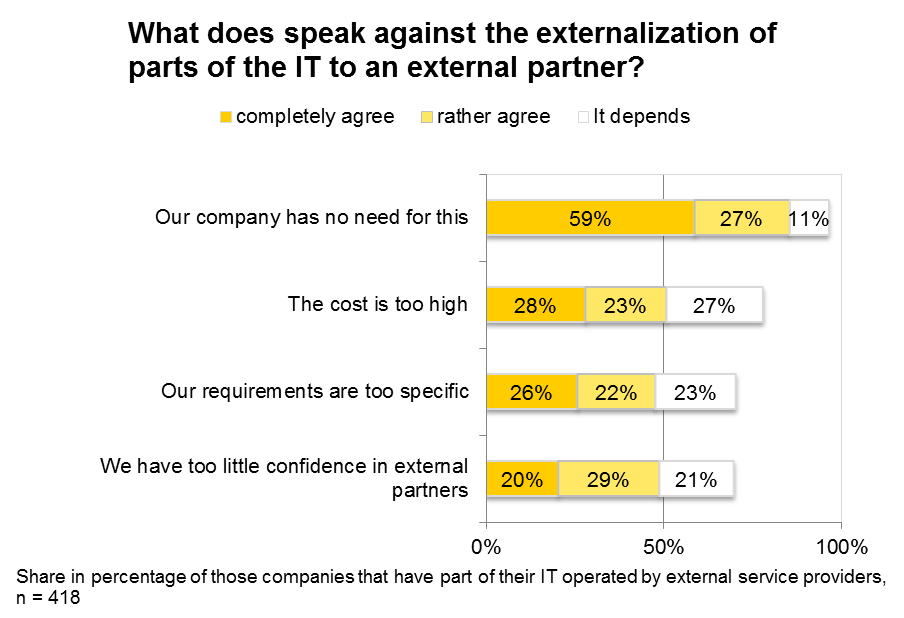 What does speak against the externalization of
parts of the IT to an external partner?
completely agree rather agree It depends
Our company has no need for this 59% 27% 11%
The cost is too high 28% 23% 27%
Our requirements are too specific 26% 22% 23%
We have too little confidence in external
partners 20% 29% 21%
0% 50% 100%
Share in percentage of those companies that have part of their IT operated by external service providers,
n = 418